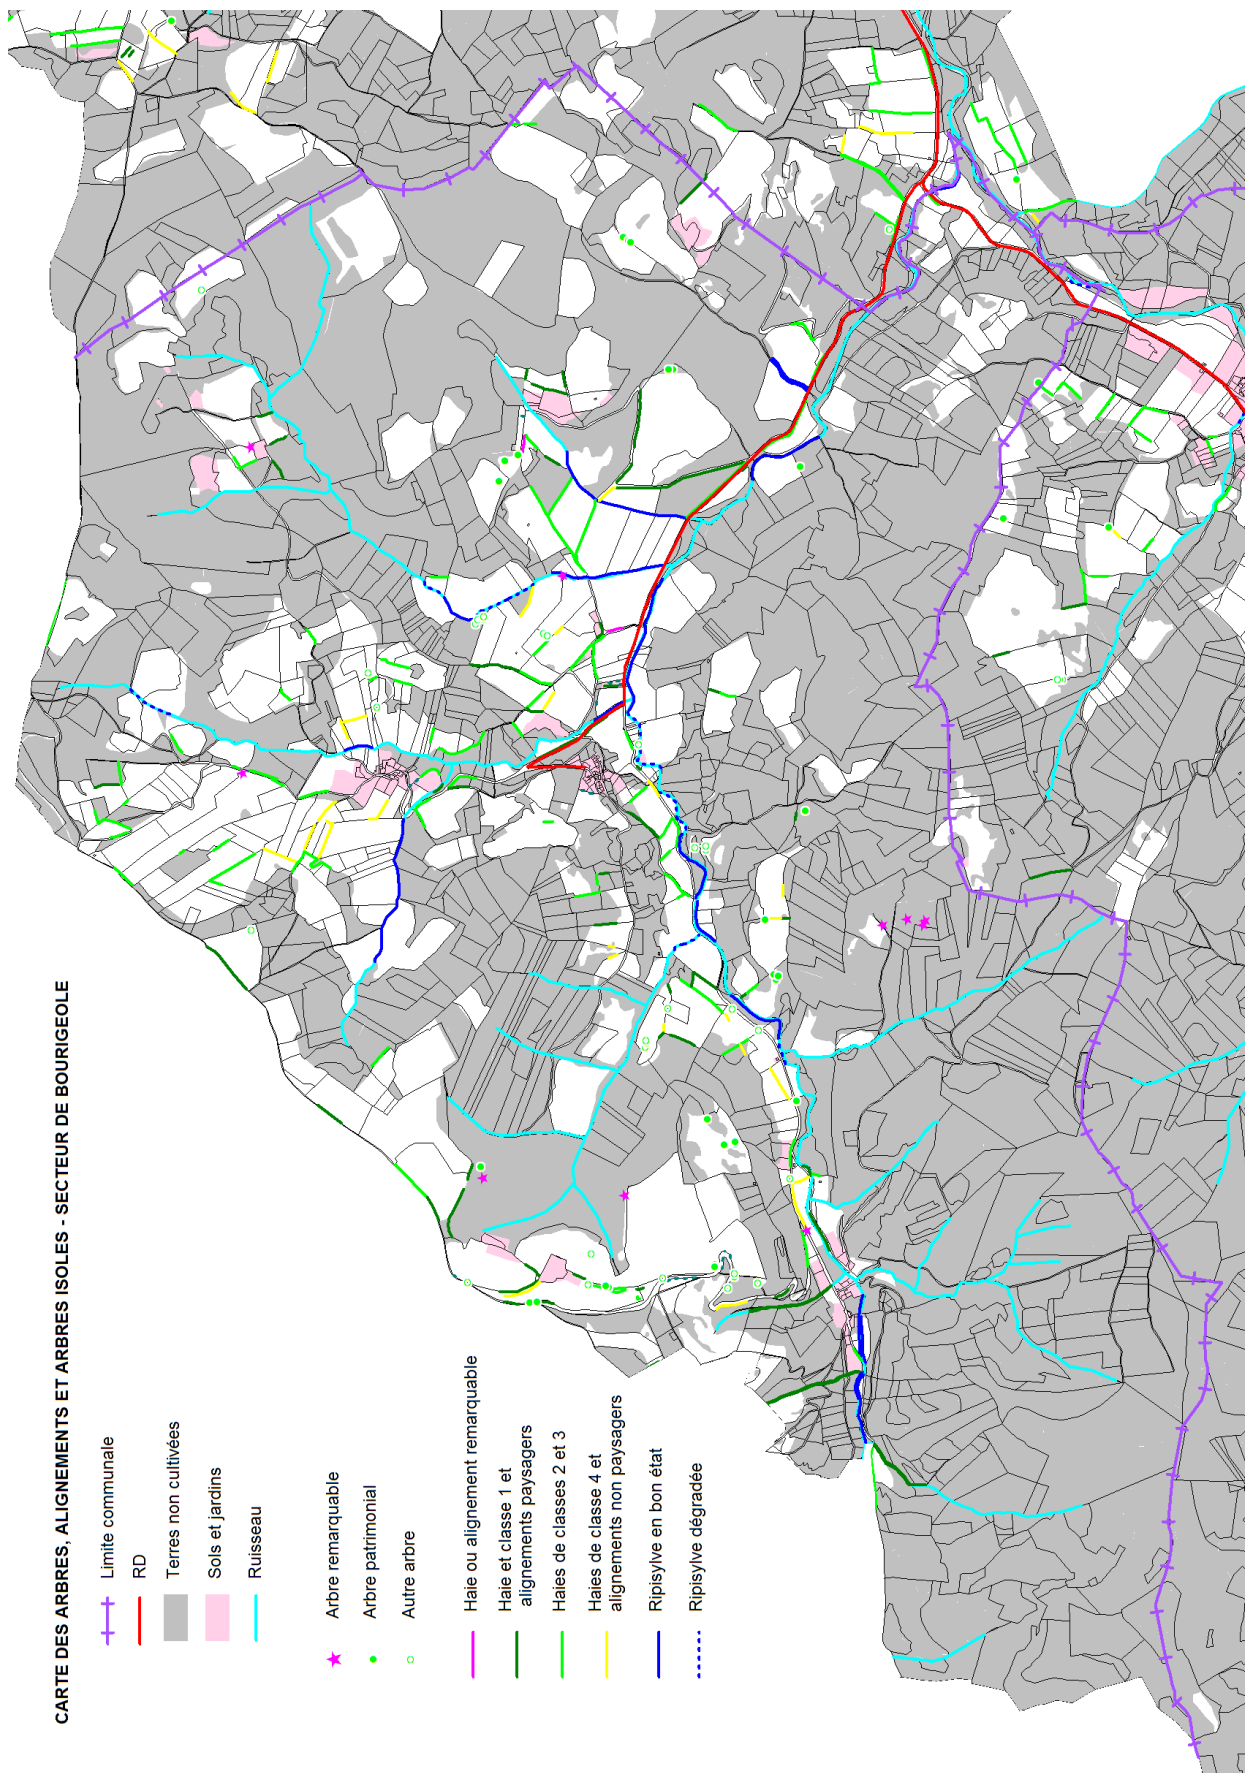 CARTE DES ARBRES, ALIGNEMENTS ET ARBRES ISOLES - SECTEUR DE BOURIGEOLE
Limite communale
RD
Terres non cultivées
Sols et jardins
Ruisseau
Arbre remarquable
Arbre patrimonial
Autre arbre
Haie ou alignement remarquable
Haie et classe 1 et
alignements paysagers
Haies de classes 2 et 3
Haies de classe 4 et
alignements non paysagers
Ripisylve en bon état
Ripisylve dégradée